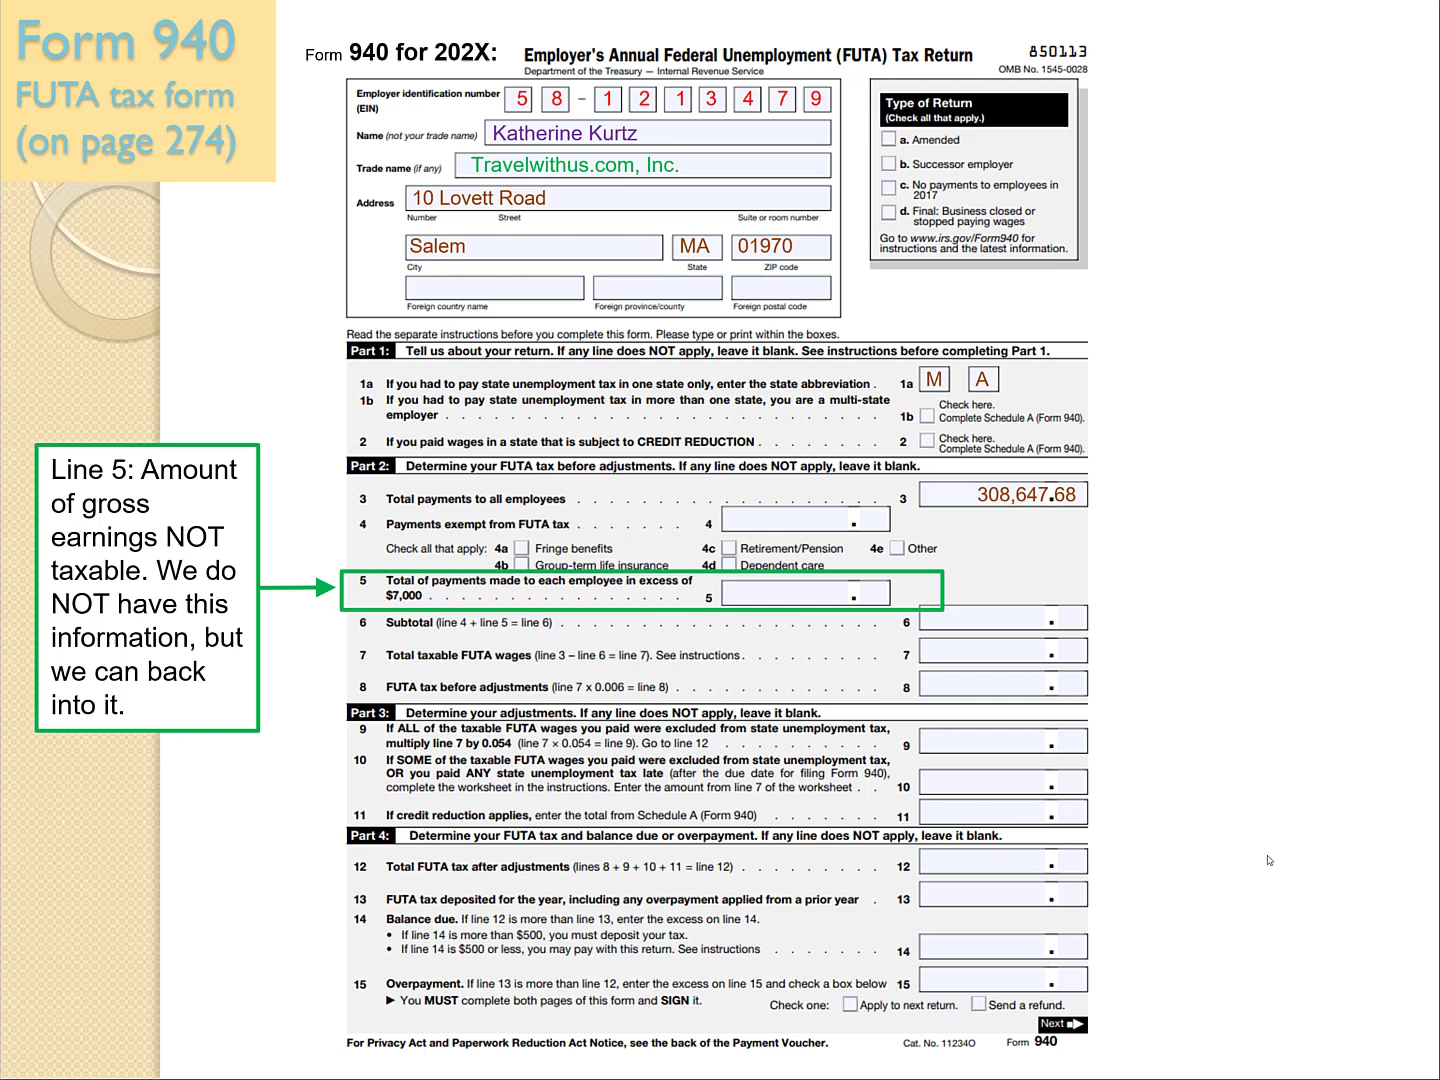 Form 940
FUTA tax form
(on page 274)
Form 940 for 202X:
Employer's Annual Federal Unemployment (FUTA) Tax Return
Department of the Treasury — Internal Revenue Service
850113
OMB No. 1545-0028
Employer identification number
(EIN)
5 8 – 1 2 1 3 4 7 9
Name (not your trade name) Katherine Kurtz
Trade name (if any) Travelwithus.com, Inc.
Address 10 Lovett Road
Number Street Suite or room number
Salem MA 01970
City State ZIP code
Foreign country name Foreign province/county Foreign postal code
Type of Return
(Check all that apply.)
a. Amended
b. Successor employer
c. No payments to employees in
2017
d. Final: Business closed or
stopped paying wages
Go to www.irs.gov/Form940 for
instructions and the latest information.
Read the separate instructions before you complete this form. Please type or print within the boxes.
Part 1: Tell us about your return. If any line does NOT apply, leave it blank. See instructions before completing Part 1.
1a If you had to pay state unemployment tax in one state only, enter the state abbreviation . 1a M A
1b If you had to pay state unemployment tax in more than one state, you are a multi-state
employer . . . . . . . . . . . . . . . . . . . . . 1b Check here.
Complete Schedule A (Form 940).
2 If you paid wages in a state that is subject to CREDIT REDUCTION . . . . . . . 2 Check here.
Complete Schedule A (Form 940).
Part 2: Determine your FUTA tax before adjustments. If any line does NOT apply, leave it blank.
3 Total payments to all employees . . . . . . . . . . . . . . . 3 308,647.68
4 Payments exempt from FUTA tax . . . . . . 4 .
Check all that apply: 4a Fringe benefits 4c Retirement/Pension 4e Other
4b Group-term life insurance 4d Dependent care
5 Total of payments made to each employee in excess of
$7,000 . . . . . . . . . . . . . . . 5 .
6 Subtotal (line 4 + line 5 = line 6) . . . . . . . . . . . . . . . . 6 .
7 Total taxable FUTA wages (line 3 – line 6 = line 7). See instructions . . . . . . . 7 .
8 FUTA tax before adjustments (line 7 x 0.006 = line 8) . . . . . . . . . . . 8 .
Line 5: Amount
of gross
earnings NOT
taxable. We do
NOT have this
information, but
we can back
into it.
Part 3: Determine your adjustments. If any line does NOT apply, leave it blank.
9 If ALL of the taxable FUTA wages you paid were excluded from state unemployment tax,
multiply line 7 by 0.054 (line 7 × 0.054 = line 9). Go to line 12 . . . . . . . . . 9 .
10 If SOME of the taxable FUTA wages you paid were excluded from state unemployment tax,
OR you paid ANY state unemployment tax late (after the due date for filing Form 940),
complete the worksheet in the instructions. Enter the amount from line 7 of the worksheet . . 10 .
11 If credit reduction applies, enter the total from Schedule A (Form 940) . . . . . . 11 .
Part 4: Determine your FUTA tax and balance due or overpayment. If any line does NOT apply, leave it blank.
12 Total FUTA tax after adjustments (lines 8 + 9 + 10 + 11 = line 12) . . . . . . . 12 .
13 FUTA tax deposited for the year, including any overpayment applied from a prior year . 13 .
14 Balance due. If line 12 is more than line 13, enter the excess on line 14.
• If line 14 is more than $500, you must deposit your tax.
• If line 14 is $500 or less, you may pay with this return. See instructions . . . . . . 14 .
15 Overpayment. If line 13 is more than line 12, enter the excess on line 15 and check a box below 15 .
▶ You MUST complete both pages of this form and SIGN it. Check one: Apply to next return. Send a refund.
Next
For Privacy Act and Paperwork Reduction Act Notice, see the back of the Payment Voucher. Cat. No. 11234O Form 940